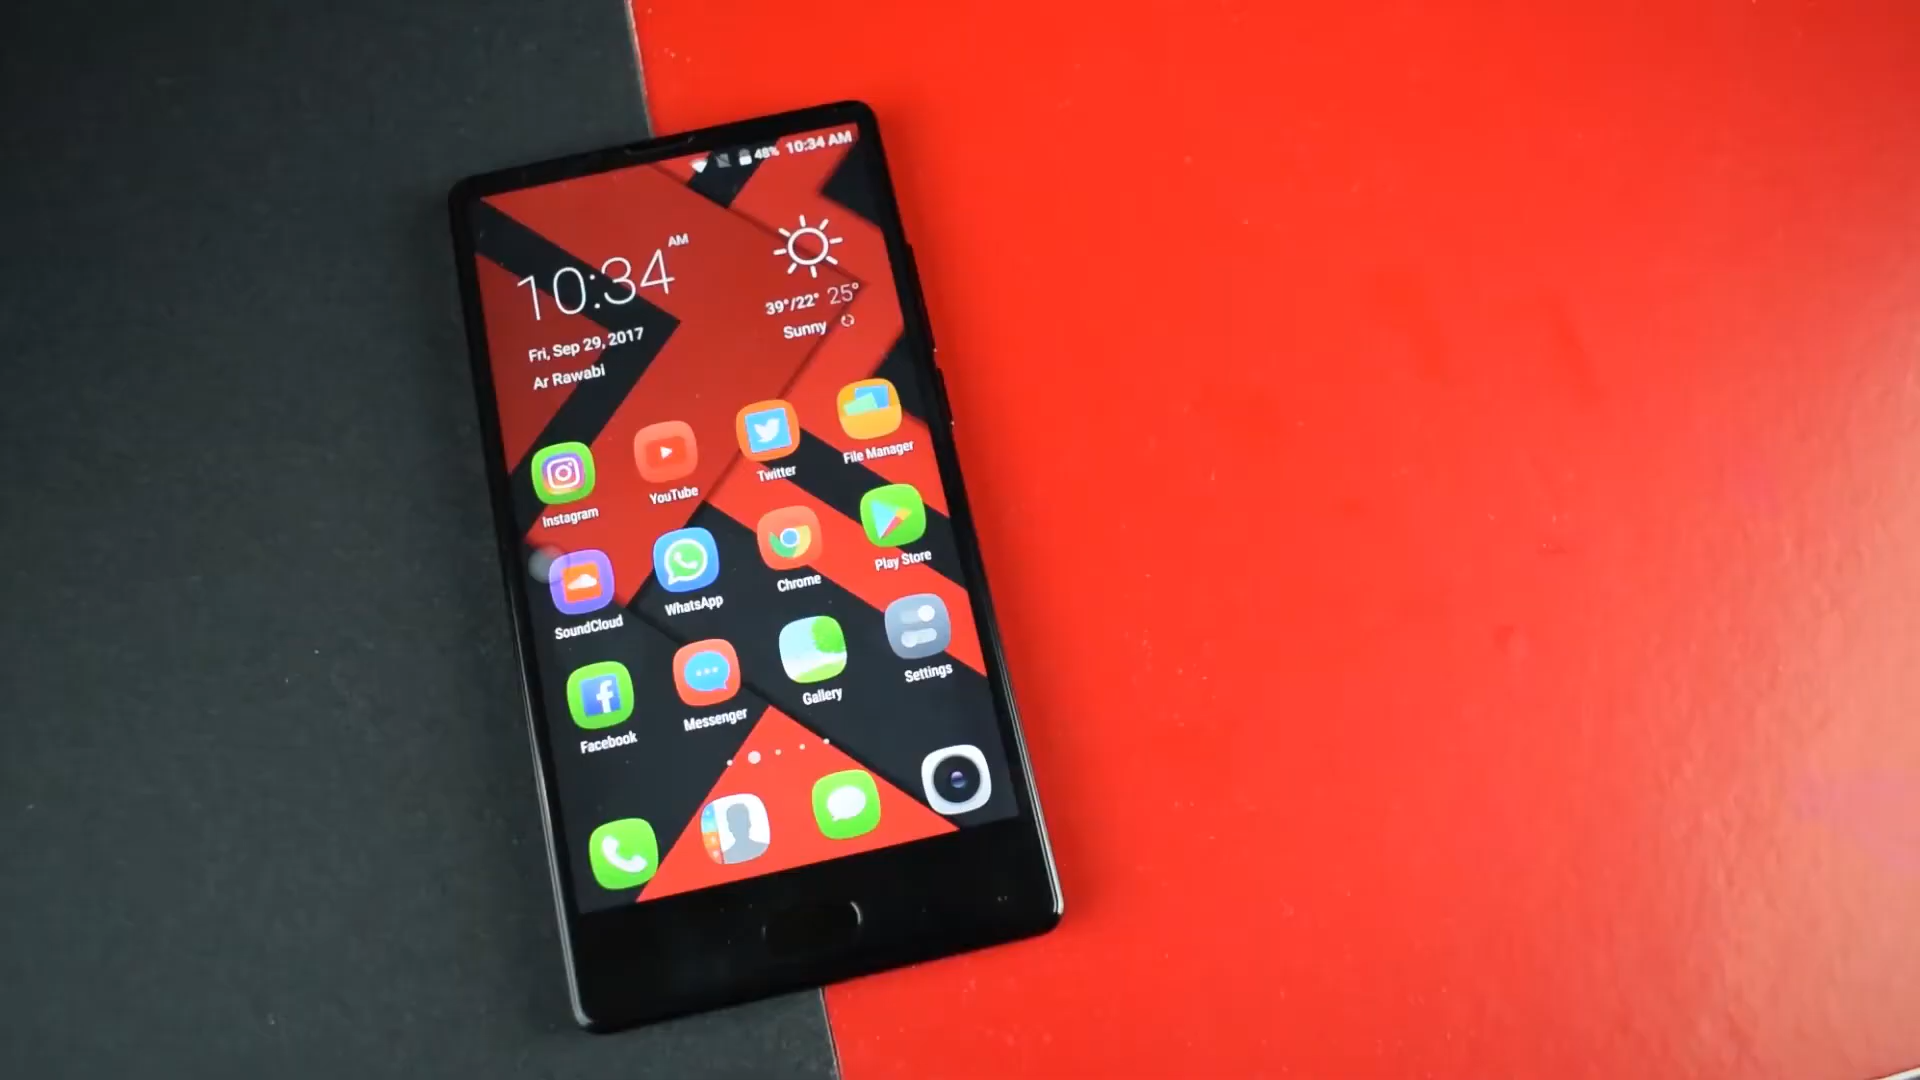 48% 10:34 AM
10:34 AM
39°/22° 25°
Sunny
Fri, Sep 29, 2017
Ar Rawabi
Instagram YouTube Twitter File Manager
SoundCloud WhatsApp Chrome Play Store
Facebook Messenger Gallery Settings